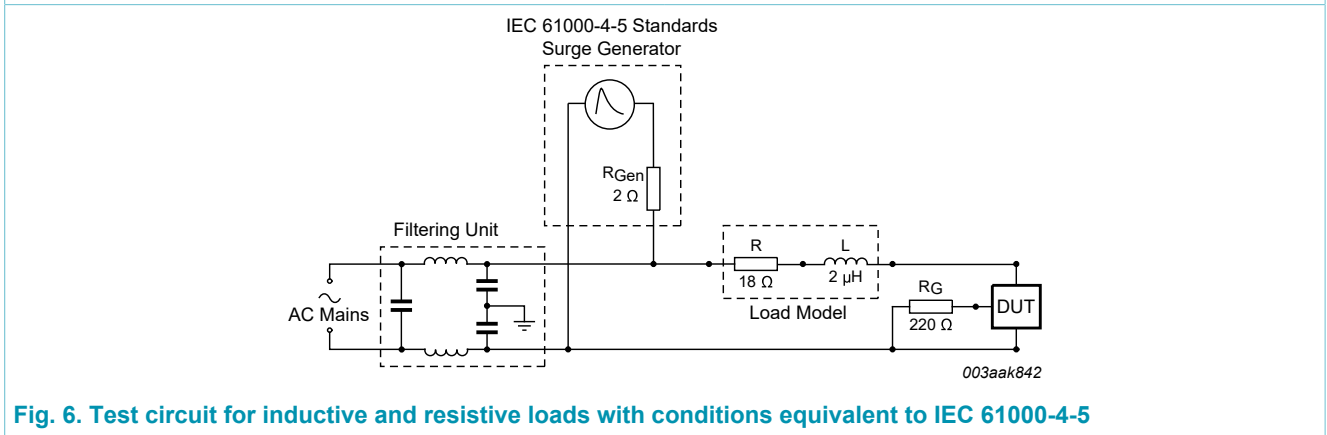 IEC 61000-4-5 Standards
Surge Generator
RGen
2 Ω
Filtering Unit
R
L
18 Ω
2 μH
RG
DUT
AC Mains
Load Model
220 Ω
003aak842
Fig. 6. Test circuit for inductive and resistive loads with conditions equivalent to IEC 61000-4-5